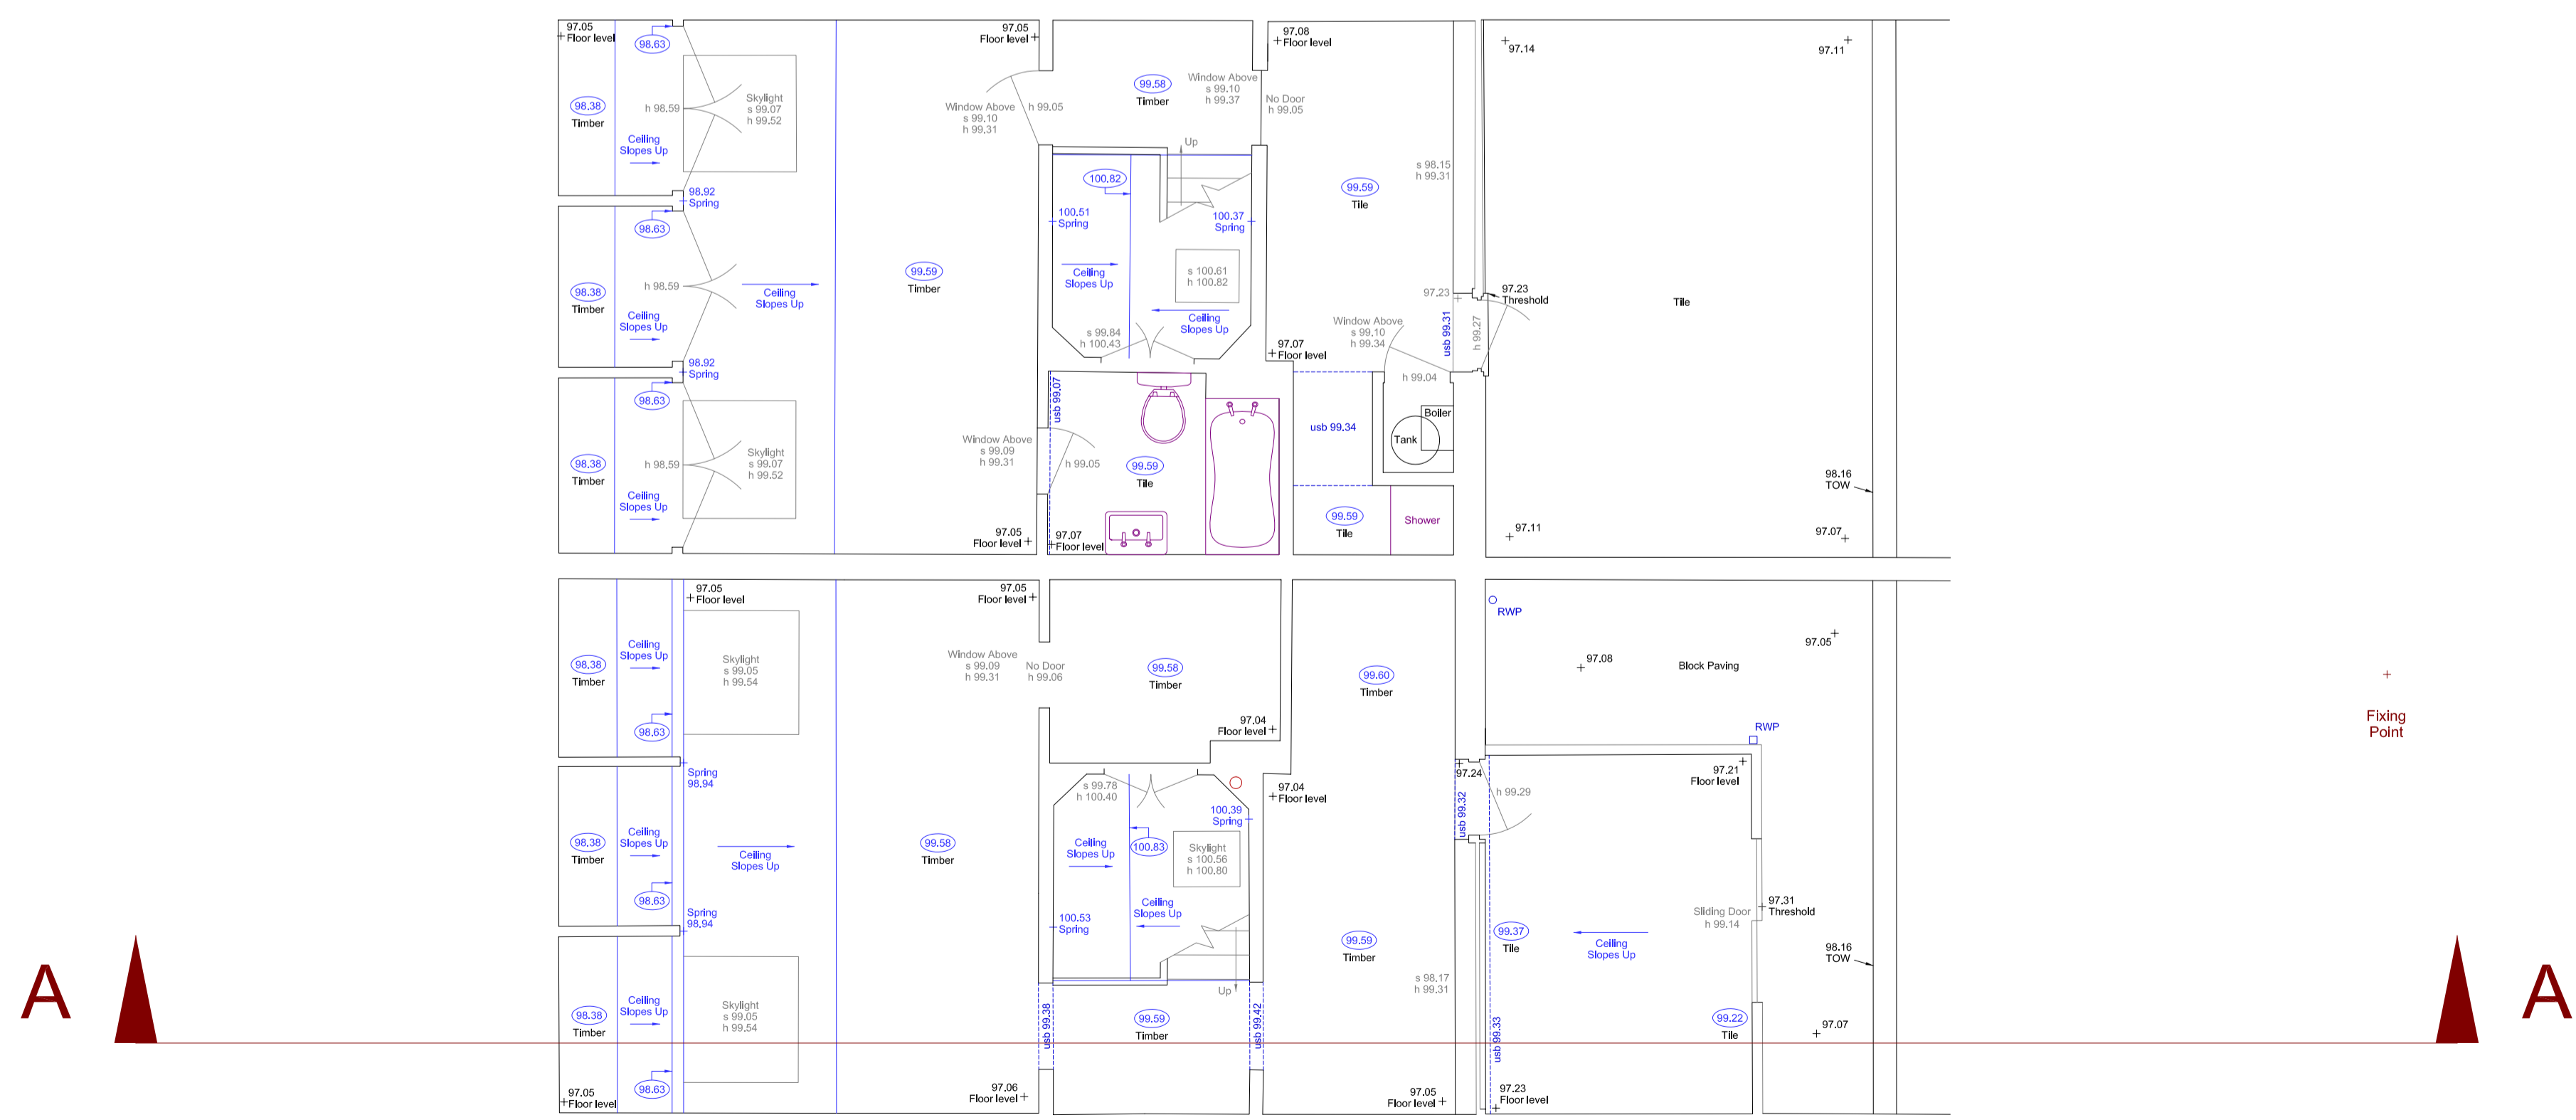 97.05
Floor level
98.63
98.38
Timber
Ceiling
Slopes Up
h 98.59
Skylight
s 99.07
h 99.52
98.92
Spring
98.63
98.38
Timber
Ceiling
Slopes Up
h 98.59
98.92
Spring
98.63
98.38
Timber
Ceiling
Slopes Up
h 98.59
Skylight
s 99.07
h 99.52
Ceiling
Slopes Up
99.59
Timber
97.05
Floor level
Window Above
s 99.10
h 99.31
h 99.05
Window Above
s 99.09
h 99.31
h 99.05
97.05
Floor level
99.58
Timber
Window Above
s 99.10
h 99.37
No Door
h 99.05
Up
100.82
100.51
Spring
100.37
Spring
Ceiling
Slopes Up
s 100.61
h 100.82
Ceiling
Slopes Up
s 99.84
h 100.43
usb 99.07
99.59
Tile
97.07
Floor level
97.08
Floor level
99.59
Tile
s 98.15
h 99.31
97.23
97.23
Threshold
usb 99.31
h 99.27
Window Above
s 99.10
h 99.34
h 99.04
97.07
Floor level
usb 99.34
Boiler
Tank
99.59
Tile
Shower
97.14
97.11
Tile
98.16
TOW
97.11
97.07
97.05
Floor level
98.38
Timber
Ceiling
Slopes Up
98.63
Skylight
s 99.05
h 99.54
Spring
98.94
98.38
Timber
Ceiling
Slopes Up
98.63
Ceiling
Slopes Up
Spring
98.94
98.38
Timber
Ceiling
Slopes Up
98.63
Skylight
s 99.05
h 99.54
97.05
Floor level
97.05
Floor level
Window Above
s 99.09
h 99.31
No Door
h 99.06
99.58
Timber
97.06
Floor level
99.58
Timber
97.04
Floor level
s 99.78
h 100.40
100.39
Spring
Ceiling
Slopes Up
100.83
Skylight
s 100.56
h 100.80
100.53
Spring
Ceiling
Slopes Up
Up
usb 99.38
99.59
Timber
usb 99.42
99.60
Timber
97.04
Floor level
99.59
Timber
s 98.17
h 99.31
97.05
Floor level
97.24
usb 99.32
h 99.29
RWP
97.08
Block Paving
97.05
RWP
97.21
Floor level
Sliding Door
h 99.14
97.31
Threshold
99.37
Tile
Ceiling
Slopes Up
98.16
TOW
99.22
Tile
97.07
usb 99.33
97.23
Floor level
Fixing
Point
A
A